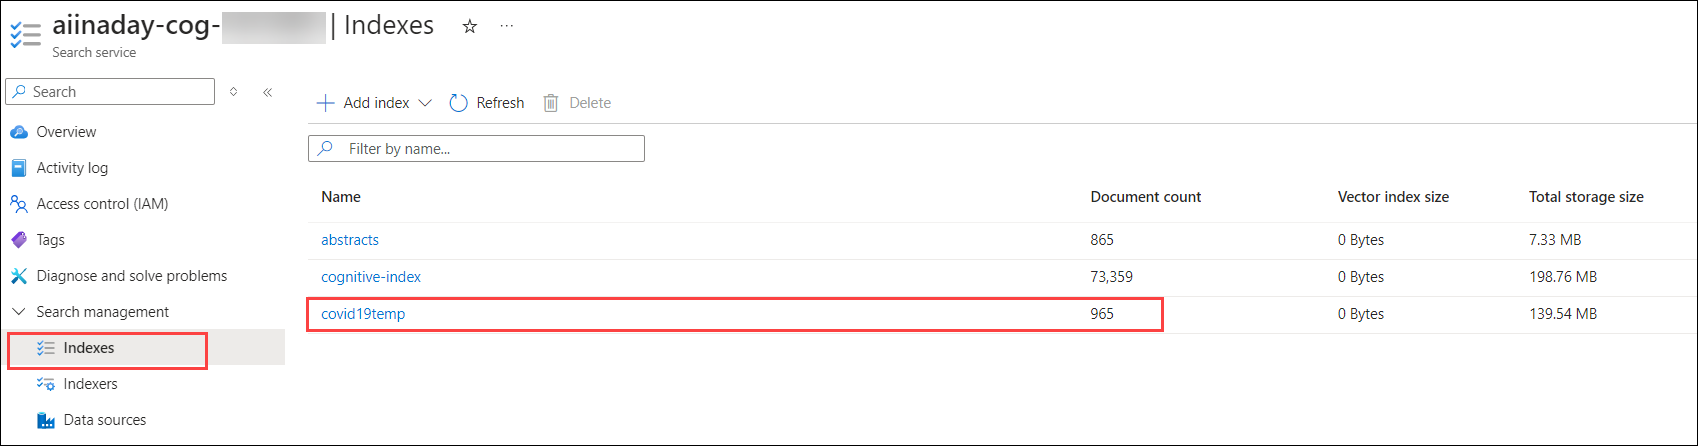 aiinaday-cog- | Indexes
Search service
Search
Add index Refresh Delete
Filter by name...
Overview
Activity log
Access control (IAM)
Tags
Diagnose and solve problems
Search management
Indexes
Indexers
Data sources
Name Document count Vector index size Total storage size
abstracts 865 0 Bytes 7.33 MB
cognitive-index 73,359 0 Bytes 198.76 MB
covid19temp 965 0 Bytes 139.54 MB